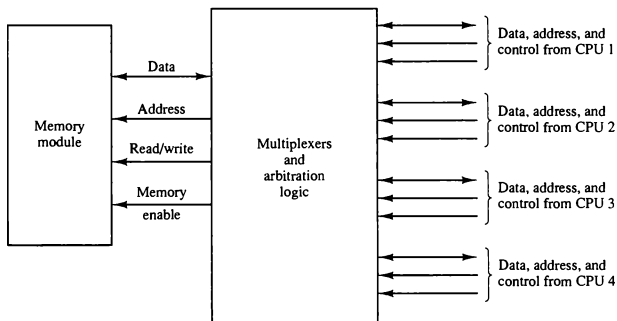 Memory
module
Data
Address
Read/write
Memory
enable
Multiplexers
and
arbitration
logic
Data, address, and
control from CPU 1
Data, address, and
control from CPU 2
Data, address, and
control from CPU 3
Data, address, and
control from CPU 4